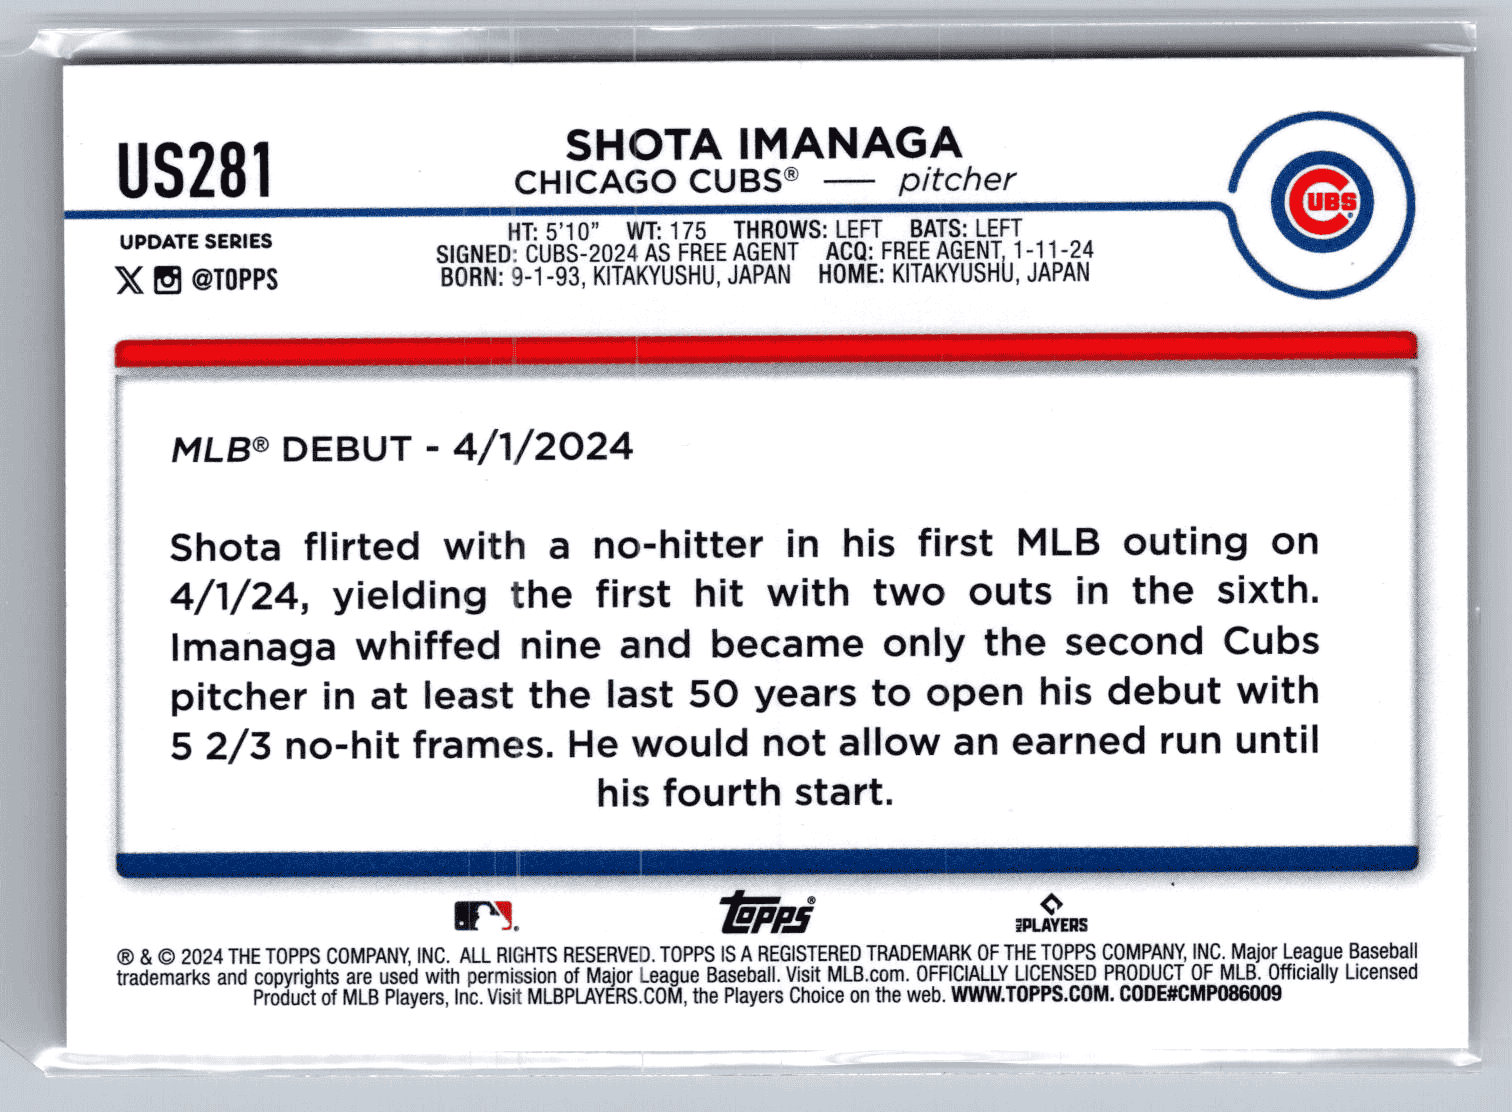 US281
SHOTA IMANAGA
CHICAGO CUBS® — pitcher
CUBS®
UPDATE SERIES
@TOPPS
HT: 5'10" WT: 175 THROWS: LEFT BATS: LEFT
SIGNED: CUBS-2024 AS FREE AGENT ACQ: FREE AGENT, 1-11-24
BORN: 9-1-93, KITAKYUSHU, JAPAN HOME: KITAKYUSHU, JAPAN
MLB® DEBUT - 4/1/2024
Shota flirted with a no-hitter in his first MLB outing on
4/1/24, yielding the first hit with two outs in the sixth.
Imanaga whiffed nine and became only the second Cubs
pitcher in at least the last 50 years to open his debut with
5 2/3 no-hit frames. He would not allow an earned run until
his fourth start.
Topps®
MLB PLAYERS
® & © 2024 THE TOPPS COMPANY, INC. ALL RIGHTS RESERVED. TOPPS IS A REGISTERED TRADEMARK OF THE TOPPS COMPANY, INC. Major League Baseball
trademarks and copyrights are used with permission of Major League Baseball. Visit MLB.com. OFFICIALLY LICENSED PRODUCT OF MLB. Officially Licensed
Product of MLB Players, Inc. Visit MLBPLAYERS.COM, the Players Choice on the web. WWW.TOPPS.COM. CODE#CMP086009